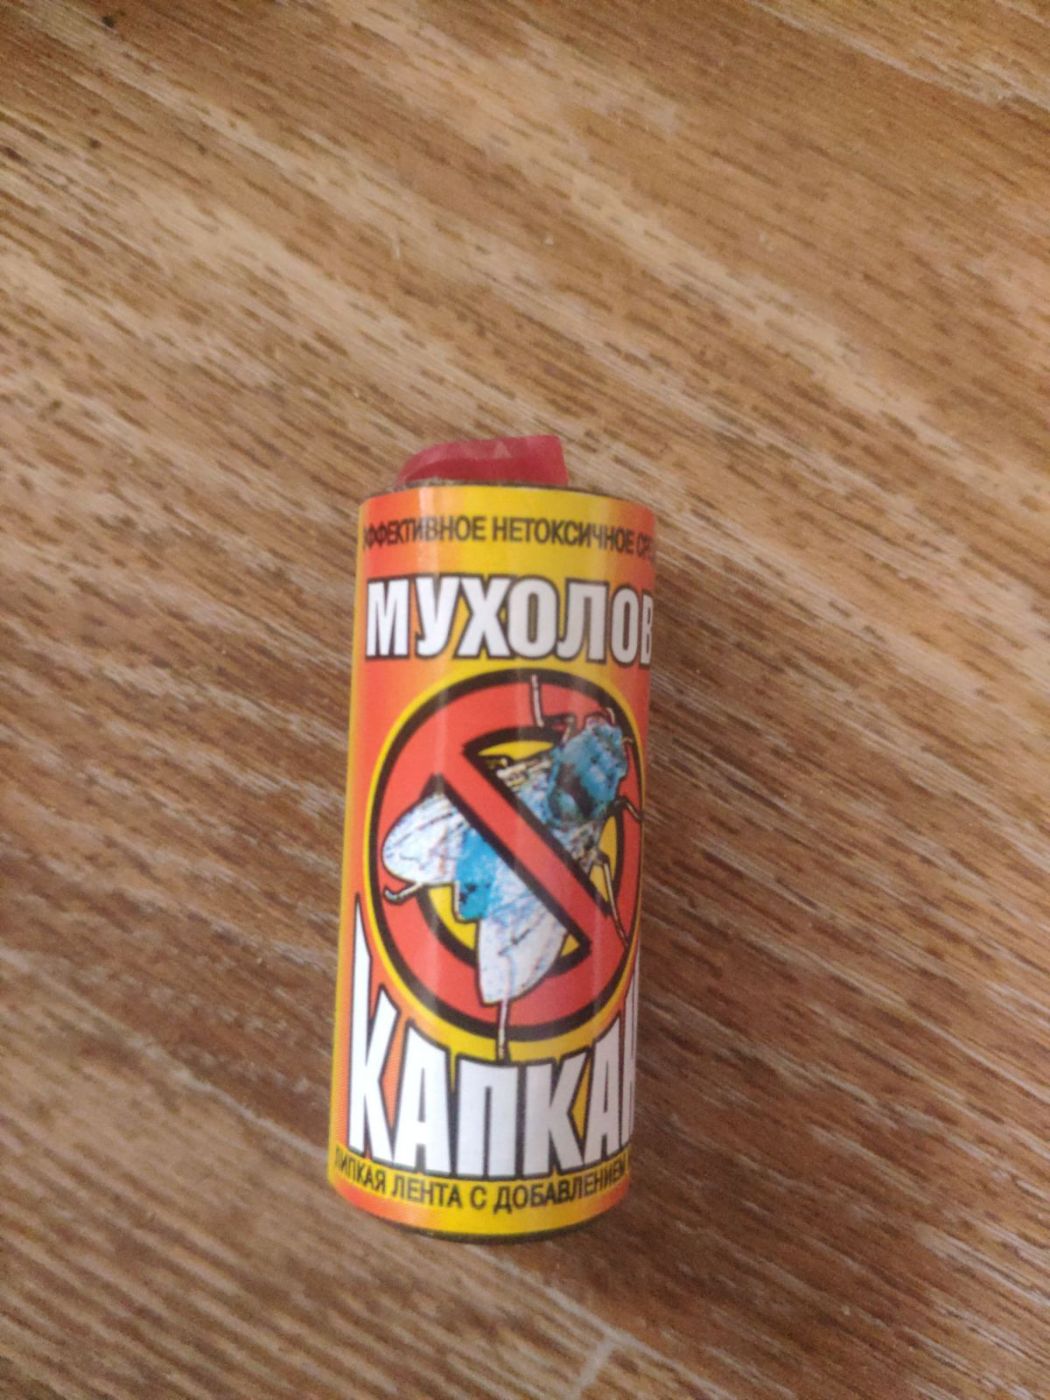 ЭФФЕКТИВНОЕ НЕТОКСИЧНОЕ
МУХОЛОВ
КАПКАН
ЛИПКАЯ ЛЕНТА С ДОБАВЛЕНИЕМ